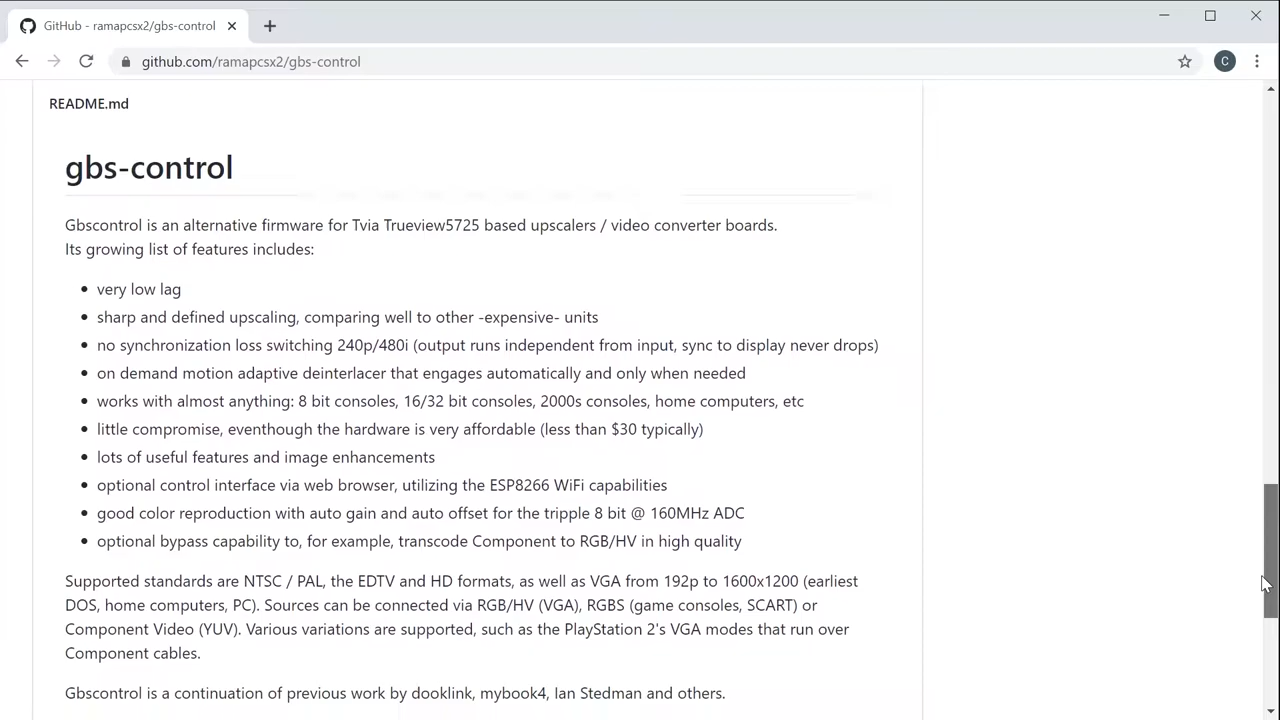 GitHub - ramapcsx2/gbs-control
github.com/ramapcsx2/gbs-control
C
README.md
gbs-control
Gbscontrol is an alternative firmware for Tvia Trueview5725 based upscalers / video converter boards.
Its growing list of features includes:
very low lag
sharp and defined upscaling, comparing well to other -expensive- units
no synchronization loss switching 240p/480i (output runs independent from input, sync to display never drops)
on demand motion adaptive deinterlacer that engages automatically and only when needed
works with almost anything: 8 bit consoles, 16/32 bit consoles, 2000s consoles, home computers, etc
little compromise, eventhough the hardware is very affordable (less than $30 typically)
lots of useful features and image enhancements
optional control interface via web browser, utilizing the ESP8266 WiFi capabilities
good color reproduction with auto gain and auto offset for the tripple 8 bit @ 160MHz ADC
optional bypass capability to, for example, transcode Component to RGB/HV in high quality
Supported standards are NTSC / PAL, the EDTV and HD formats, as well as VGA from 192p to 1600x1200 (earliest
DOS, home computers, PC). Sources can be connected via RGB/HV (VGA), RGBS (game consoles, SCART) or
Component Video (YUV). Various variations are supported, such as the PlayStation 2's VGA modes that run over
Component cables.
Gbscontrol is a continuation of previous work by dooklink, mybook4, Ian Stedman and others.